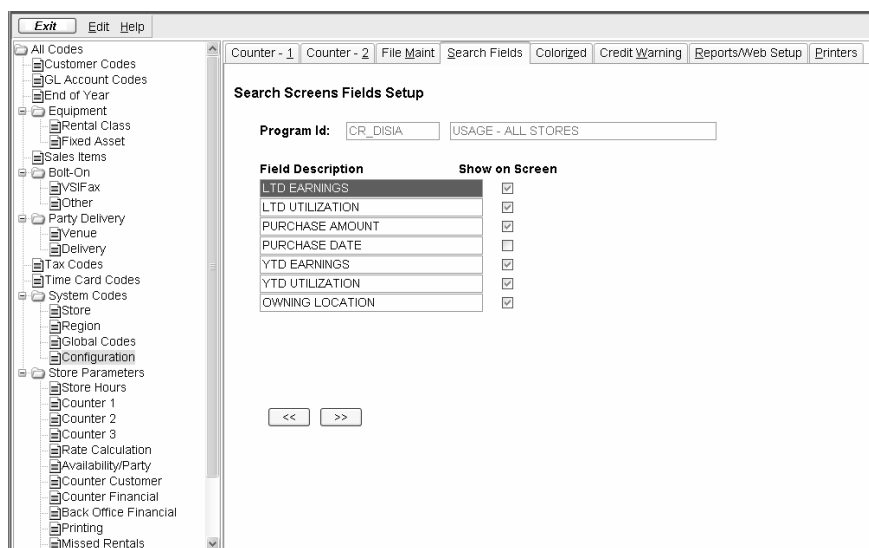 Exit Edit Help
All Codes
Customer Codes
GL Account Codes
End of Year
Equipment
Rental Class
Fixed Asset
Sales Items
Bolt-On
VSIFax
Other
Party Delivery
Venue
Delivery
Tax Codes
Time Card Codes
System Codes
Store
Region
Global Codes
Configuration
Store Parameters
Store Hours
Counter 1
Counter 2
Counter 3
Rate Calculation
Availability/Party
Counter Customer
Counter Financial
Back Office Financial
Printing
Missed Rentals
Counter - 1 Counter - 2 File Maint Search Fields Colorized Credit Warning Reports/Web Setup Printers
Search Screens Fields Setup
Program Id: CR_DISIA USAGE - ALL STORES
Field Description Show on Screen
LTD EARNINGS
LTD UTILIZATION
PURCHASE AMOUNT
PURCHASE DATE
YTD EARNINGS
YTD UTILIZATION
OWNING LOCATION
<< >>